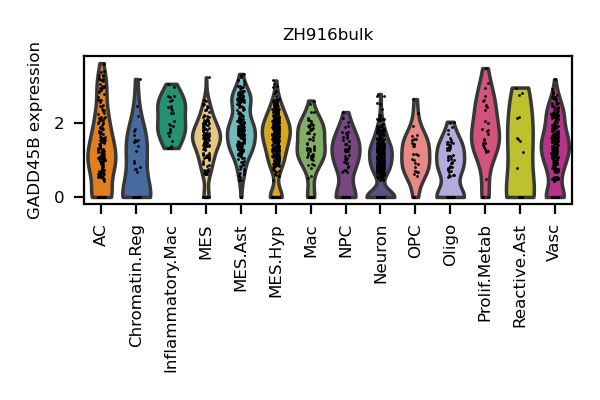 ZH916bulk
GADD45B expression
2
0
AC
Chromatin.Reg
Inflammatory.Mac
MES
MES.Ast
MES.Hyp
Mac
NPC
Neuron
OPC
Oligo
Prolif.Metab
Reactive.Ast
Vasc